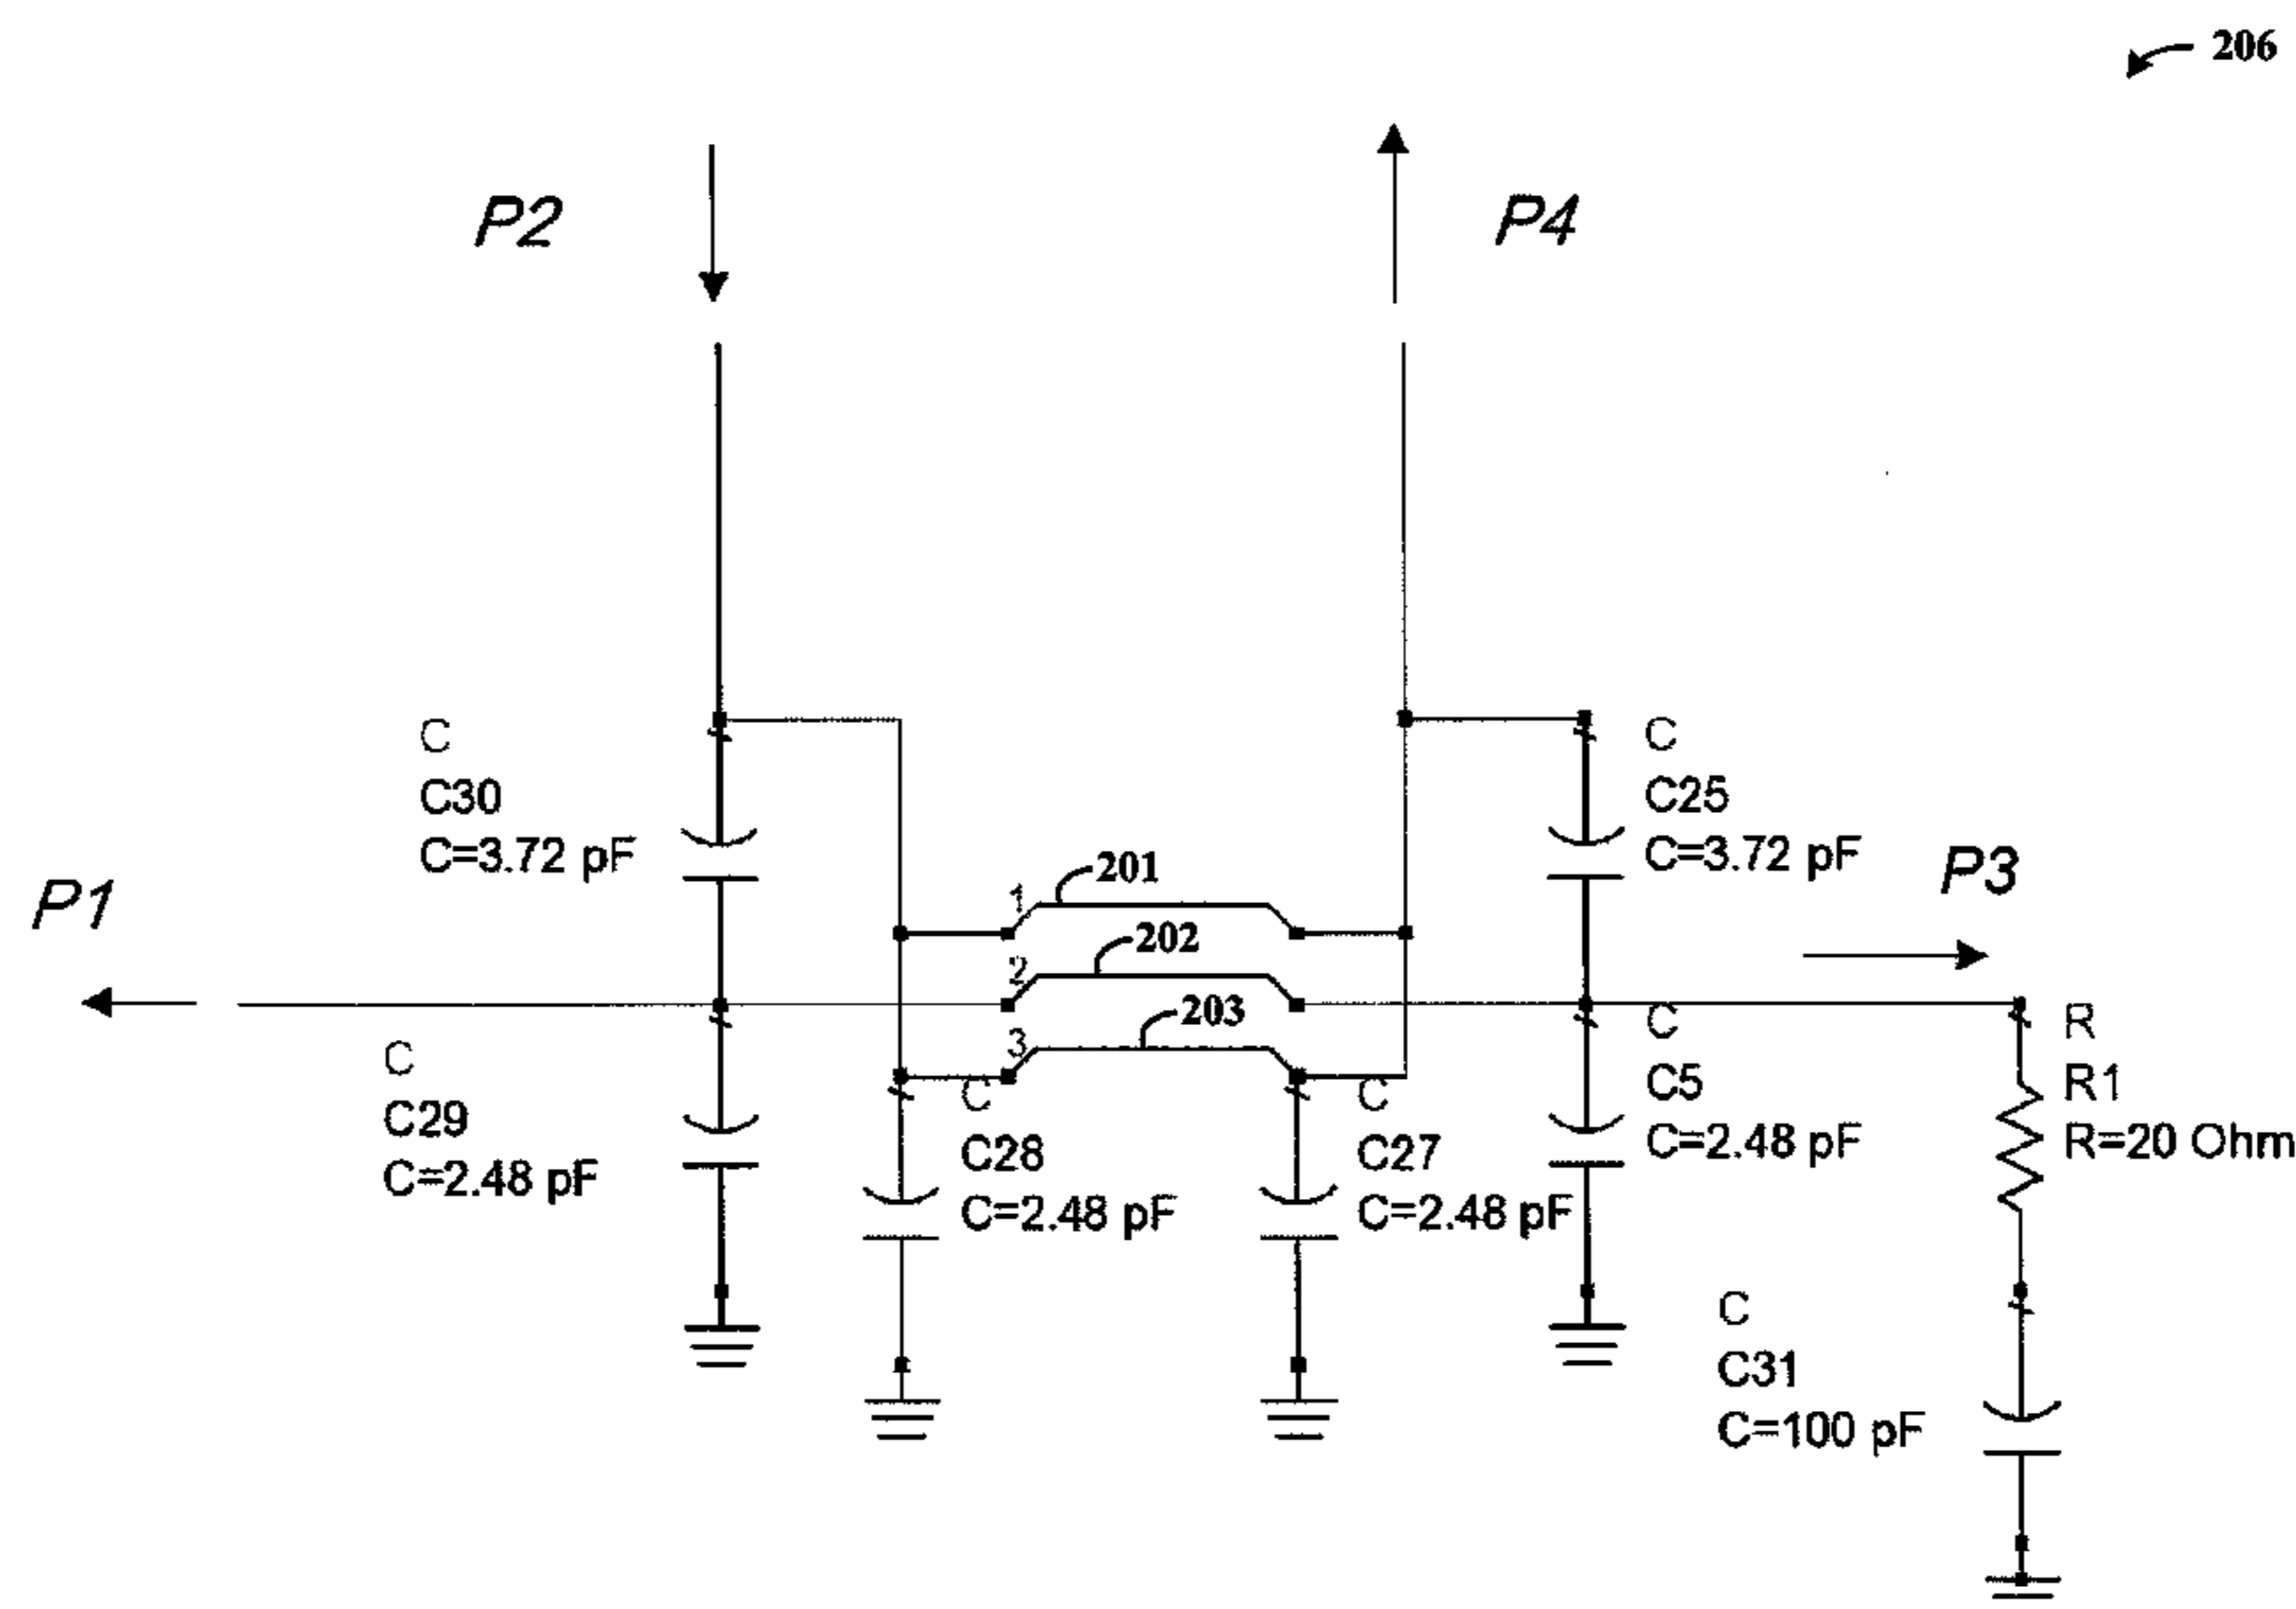 206
P2
P4
C
C30
C=3.72 pF
C
C25
C=3.72 pF
P1
P3
1
201
2
202
3
203
C
C29
C=2.48 pF
C
C28
C=2.48 pF
C
C27
C=2.48 pF
C
C5
C=2.48 pF
R
R1
R=20 Ohm
C
C31
C=100 pF